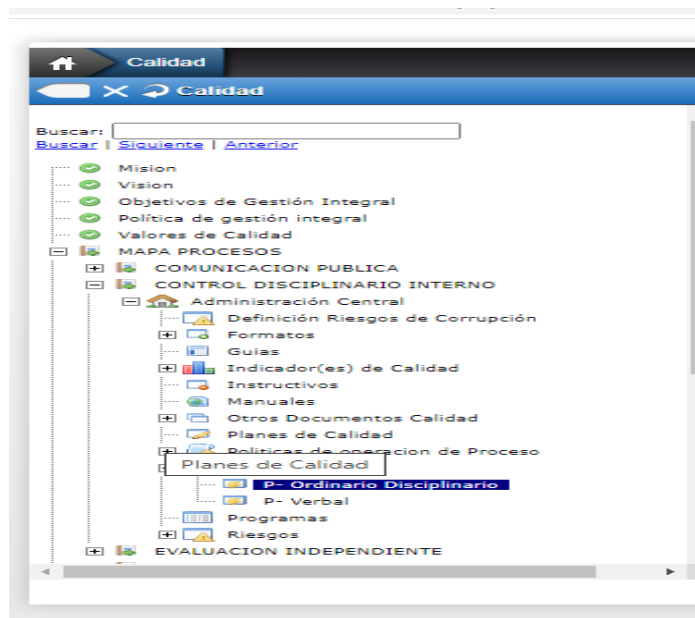 Calidad
Calidad
Buscar:
Buscar | Siguiente | Anterior
Mision
Vision
Objetivos de Gestión Integral
Política de gestión integral
Valores de Calidad
MAPA PROCESOS
COMUNICACION PUBLICA
CONTROL DISCIPLINARIO INTERNO
Administración Central
Definición Riesgos de Corrupción
Formatos
Guias
Indicador(es) de Calidad
Instructivos
Manuales
Otros Documentos Calidad
Planes de Calidad
Politicas de operacion de Proceso
Planes de Calidad
P- Ordinario Disciplinario
P- Verbal
Programas
Riesgos
EVALUACION INDEPENDIENTE